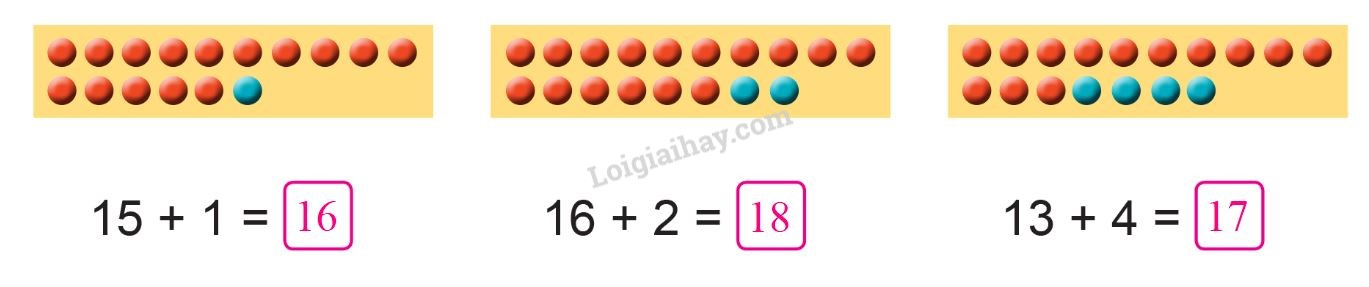 Loigiaihay.com
15 + 1 = 16
16 + 2 = 18
13 + 4 = 17